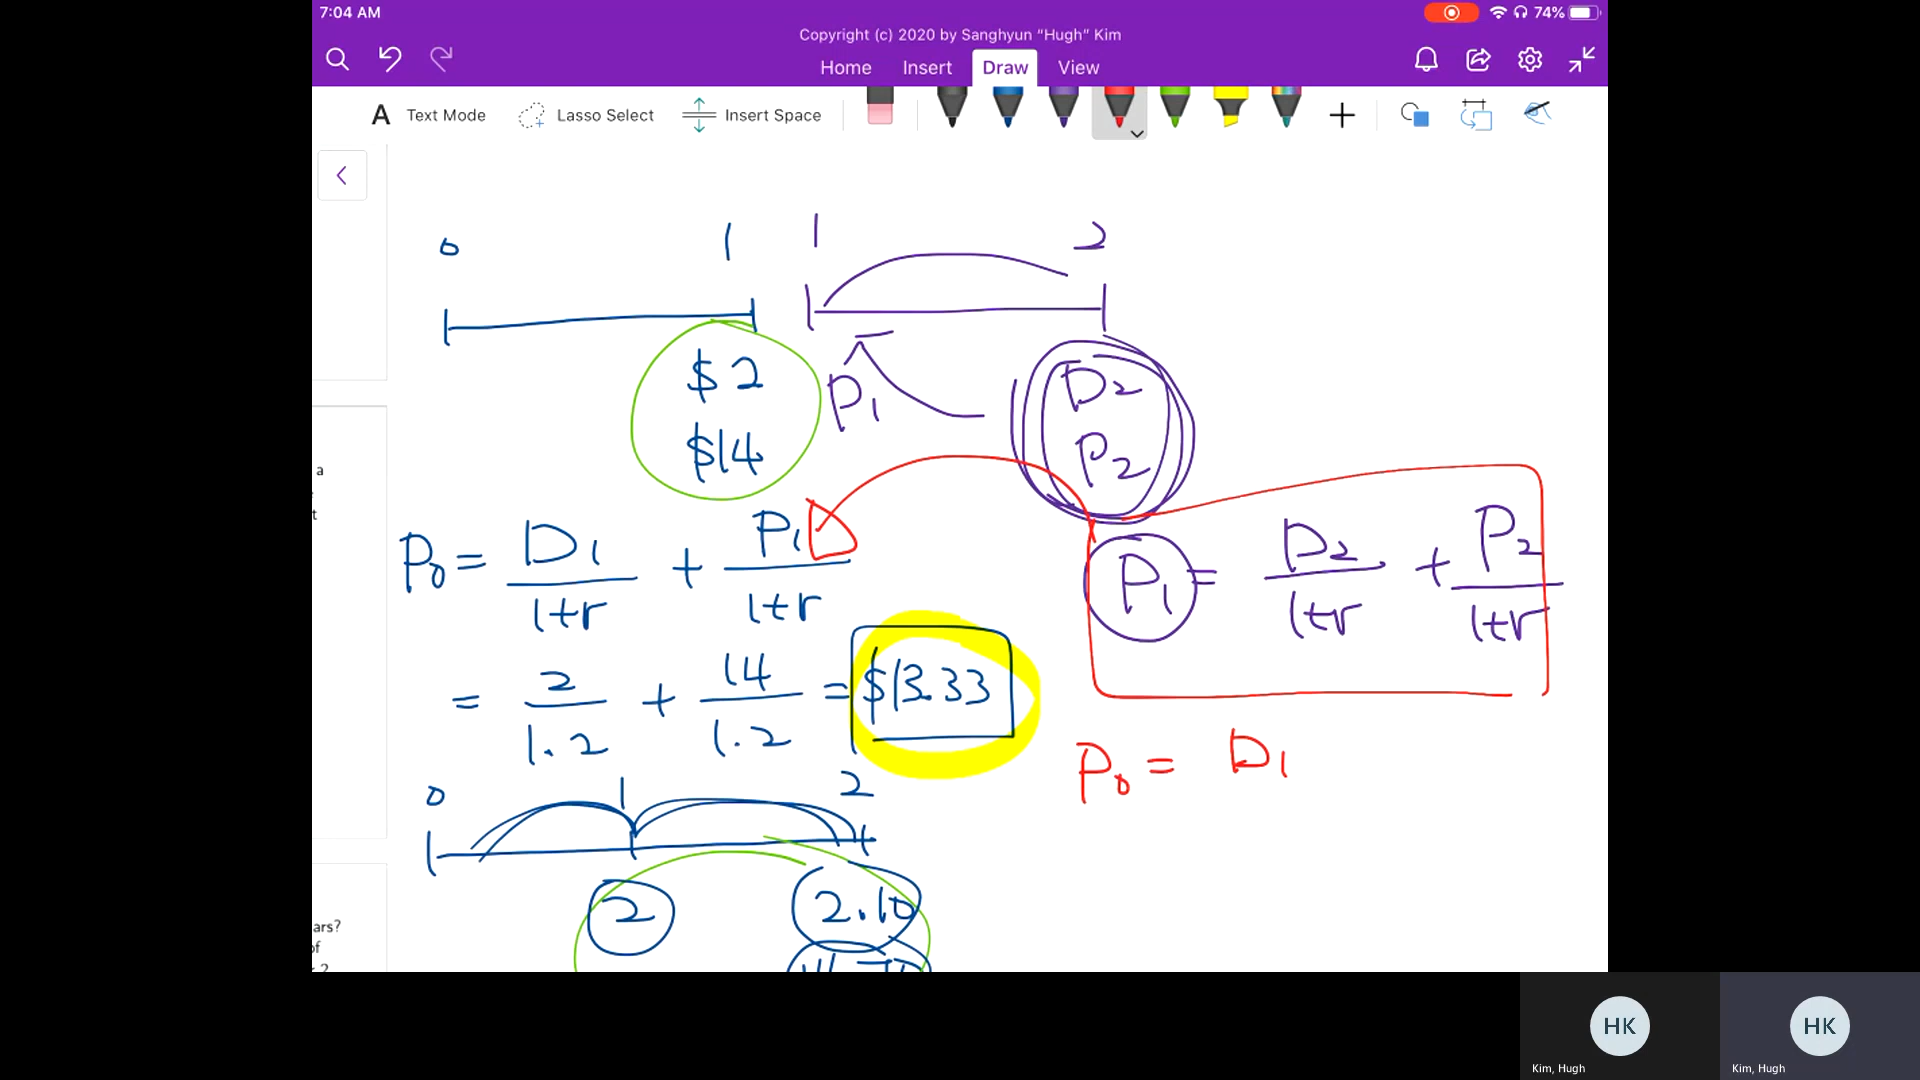 7:04 AM
74%
Copyright (c) 2020 by Sanghyun “Hugh” Kim
Home Insert Draw View
A Text Mode Lasso Select Insert Space
0 1 1 2
$2 P1 D2
$14 P2
a
t
P0 = D1/1+r + P1/1+r
P1 = D2/1+r + P2/1+r
= 2/1.2 + 14/1.2 = $13.33
P0 = D1
0 1 2
2 2.10
ars?
of
2
HK HK
Kim, Hugh Kim, Hugh